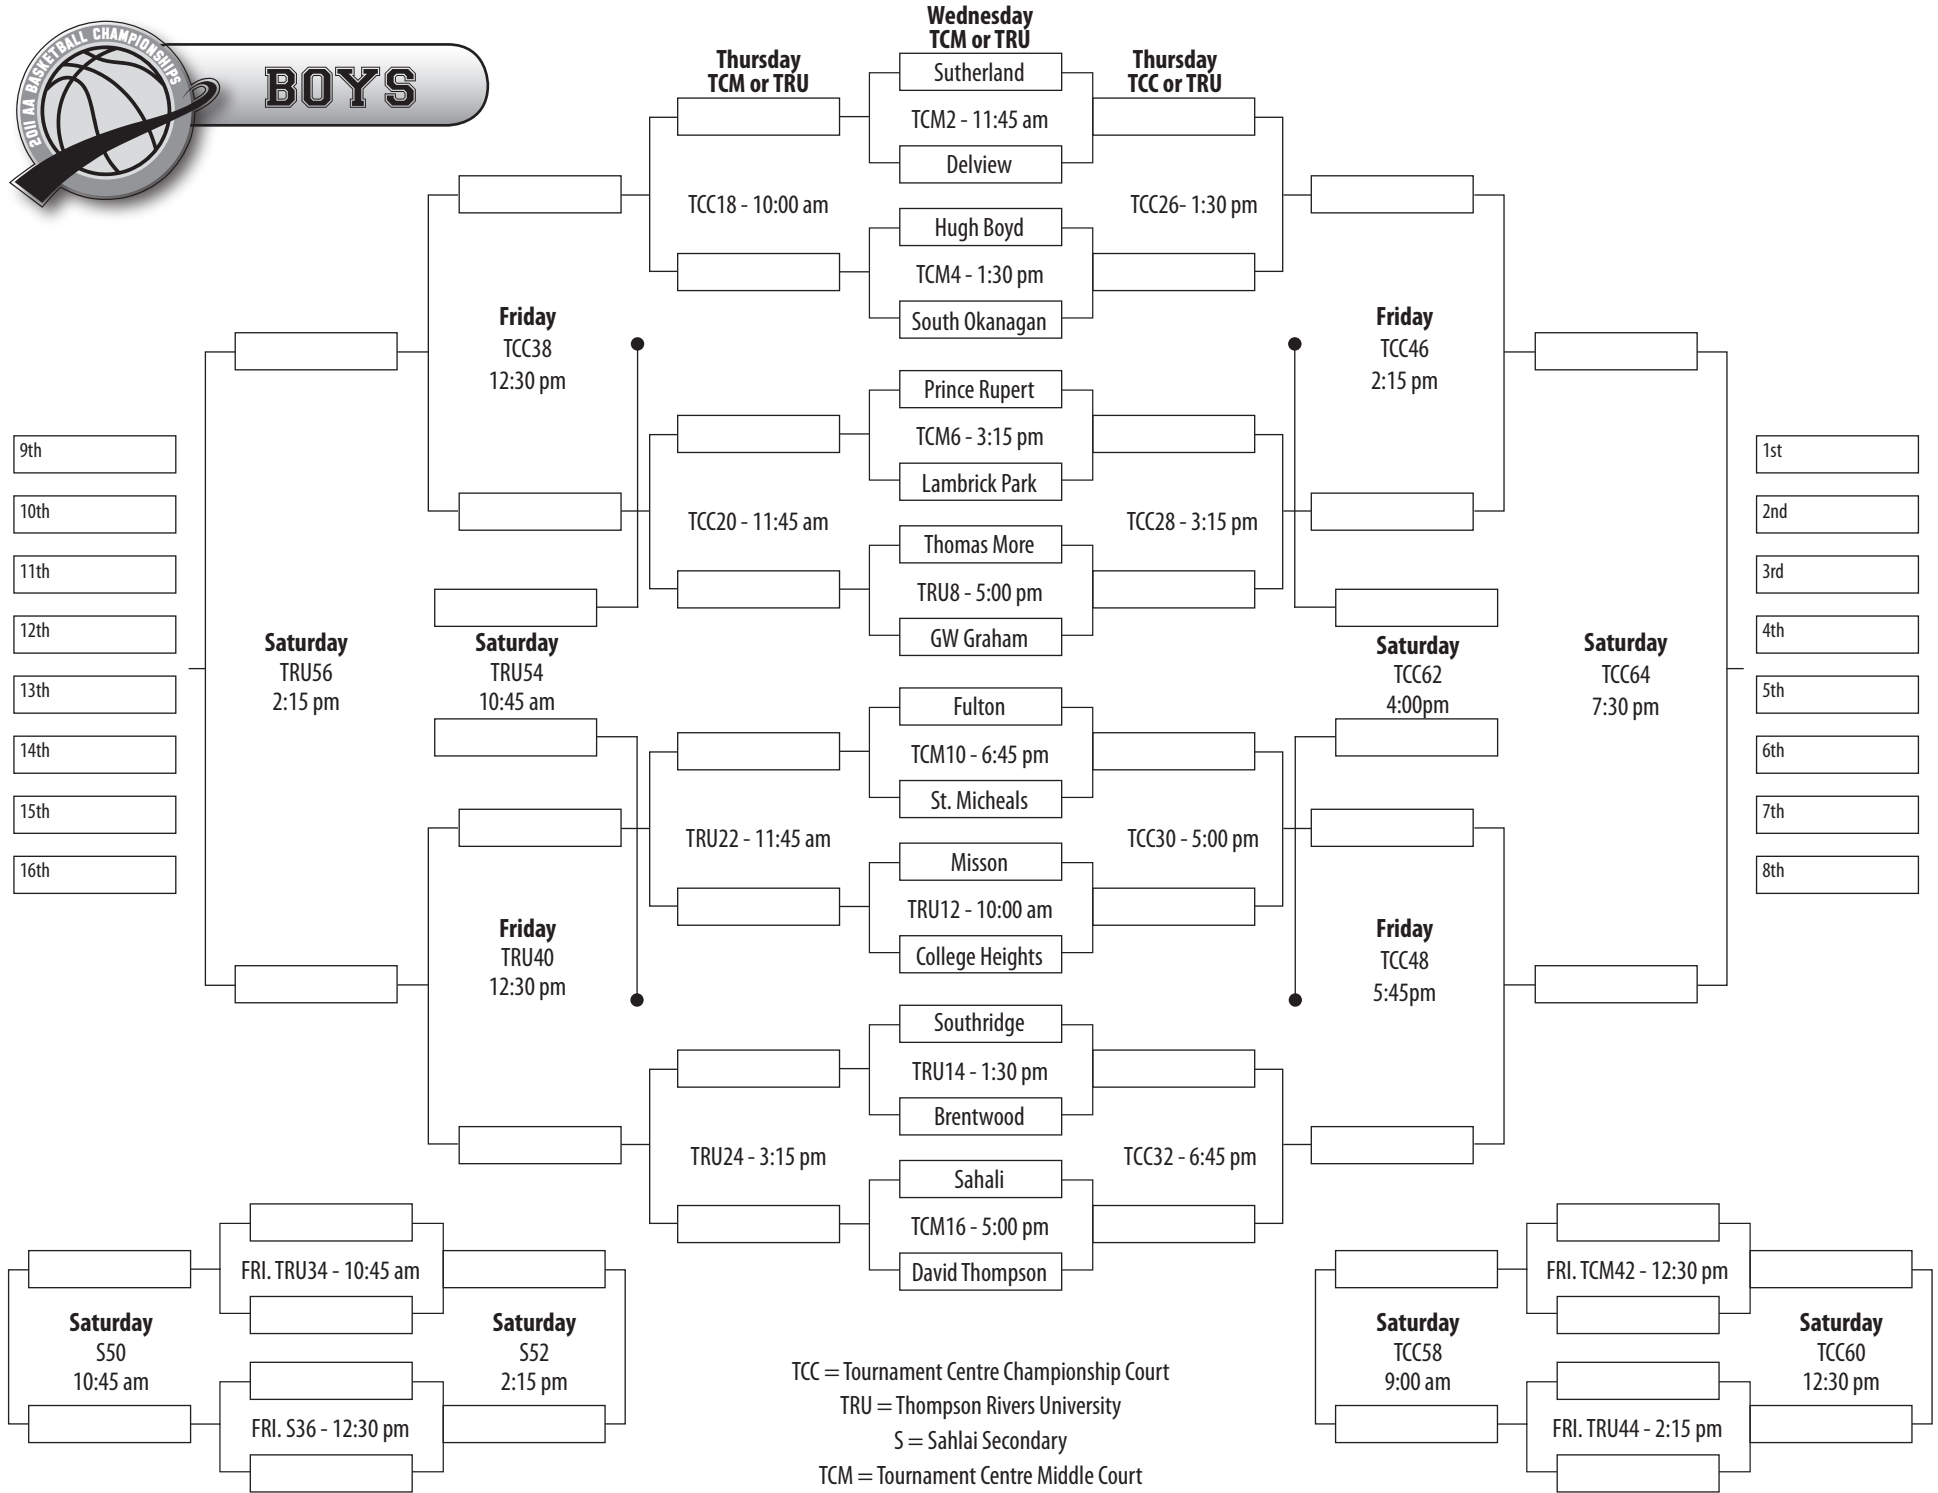 2011 AA BASKETBALL CHAMPIONSHIPS
BOYS
Wednesday
TCM or TRU
Thursday
TCM or TRU
Thursday
TCC or TRU
Sutherland
TCM2 - 11:45 am
Delview
TCC18 - 10:00 am
TCC26- 1:30 pm
Hugh Boyd
TCM4 - 1:30 pm
South Okanagan
Friday
TCC38
12:30 pm
Friday
TCC46
2:15 pm
Prince Rupert
TCM6 - 3:15 pm
Lambrick Park
TCC20 - 11:45 am
TCC28 - 3:15 pm
Thomas More
TRU8 - 5:00 pm
GW Graham
9th
10th
11th
12th
13th
14th
15th
16th
Saturday
TRU56
2:15 pm
Saturday
TRU54
10:45 am
Saturday
TCC62
4:00pm
Saturday
TCC64
7:30 pm
1st
2nd
3rd
4th
5th
6th
7th
8th
Fulton
TCM10 - 6:45 pm
St. Micheals
TRU22 - 11:45 am
TCC30 - 5:00 pm
Misson
TRU12 - 10:00 am
College Heights
Friday
TRU40
12:30 pm
Friday
TCC48
5:45pm
Southridge
TRU14 - 1:30 pm
Brentwood
TRU24 - 3:15 pm
TCC32 - 6:45 pm
Sahali
TCM16 - 5:00 pm
David Thompson
FRI. TRU34 - 10:45 am
Saturday
S50
10:45 am
Saturday
S52
2:15 pm
FRI. S36 - 12:30 pm
FRI. TCM42 - 12:30 pm
Saturday
TCC58
9:00 am
Saturday
TCC60
12:30 pm
FRI. TRU44 - 2:15 pm
TCC = Tournament Centre Championship Court
TRU = Thompson Rivers University
S = Sahlai Secondary
TCM = Tournament Centre Middle Court